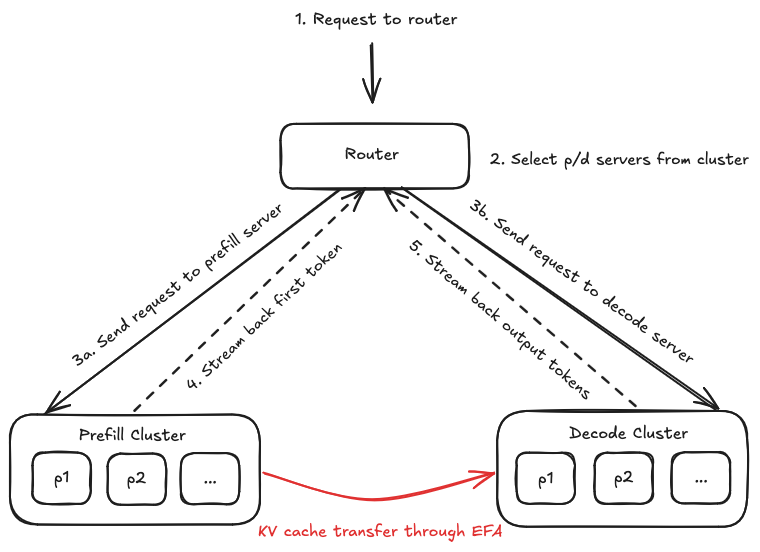 1. Request to router
Router
2. Select p/d servers from cluster
3a. Send request to prefill server
4. Stream back first token
3b. Send request to decode server
5. Stream back output tokens
Prefill Cluster
p1
p2
...
Decode Cluster
p1
p2
...
KV cache transfer through EFA